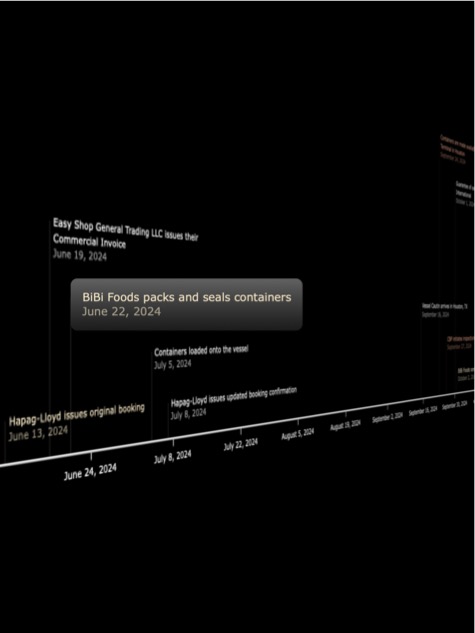 Easy Shop General Trading LLC issues their
Commercial Invoice
June 19, 2024
BiBi Foods packs and seals containers
June 22, 2024
Containers loaded onto the vessel
July 5, 2024
Hapag-Lloyd issues updated booking confirmation
July 8, 2024
Hapag-Lloyd issues original booking
June 13, 2024
Vessel arrives in Houston, TX
September 16, 2024
June 24, 2024
July 8, 2024
July 22, 2024
August 5, 2024
August 19, 2024
September 2, 2024
September 16, 2024
September 30, 2024